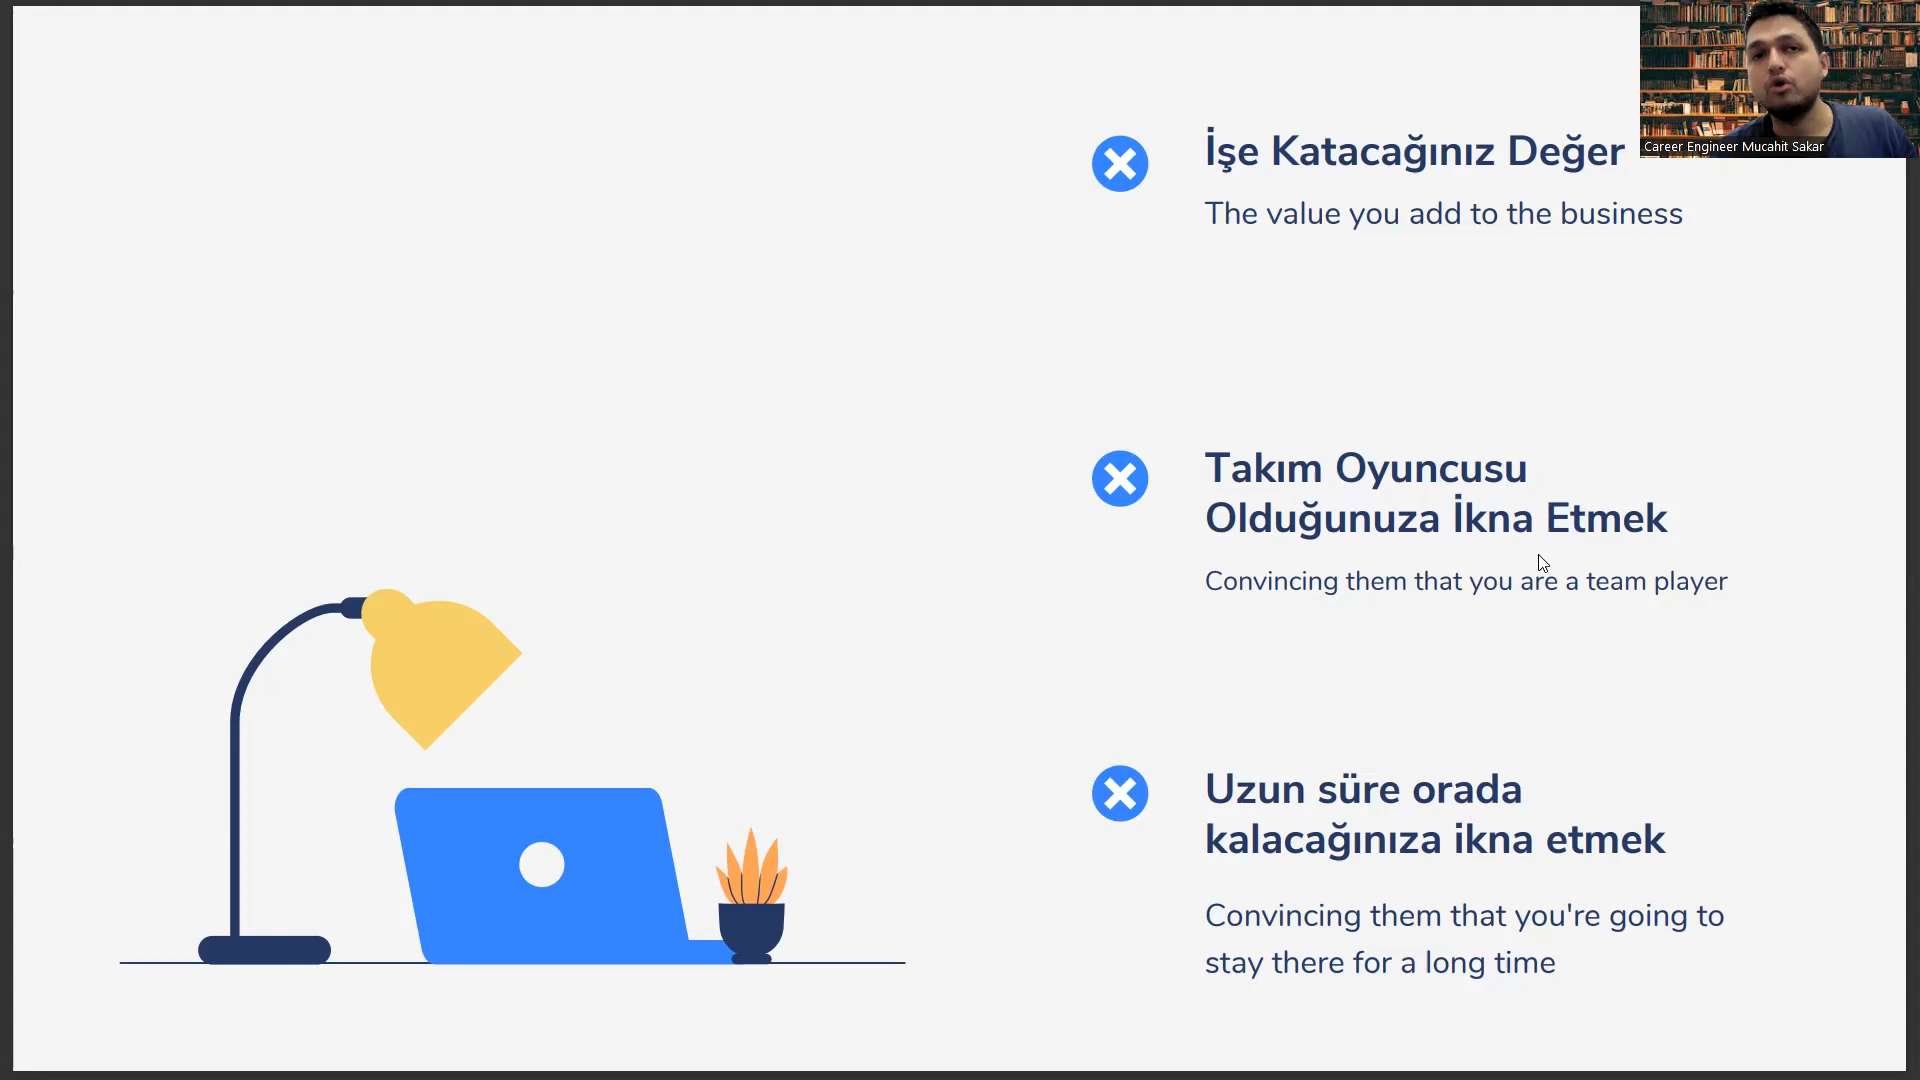 Career Engineer Mucahit Sakar
İşe Katacağınız Değer
The value you add to the business
Takım Oyuncusu
Olduğunuza İkna Etmek
Convincing them that you are a team player
Uzun süre orada
kalacağınıza ikna etmek
Convincing them that you're going to
stay there for a long time